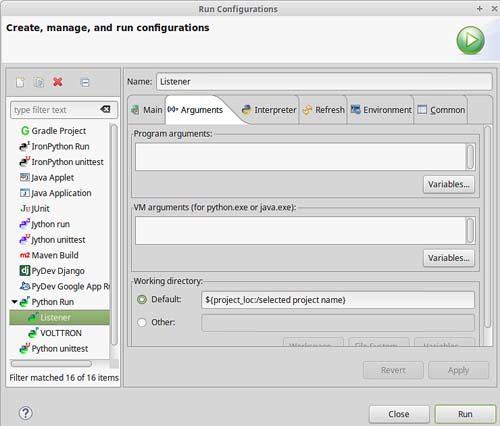 Run Configurations
Create, manage, and run configurations
type filter text
Gradle Project
IronPython Run
IronPython unittest
Java Applet
Java Application
JUnit
Jython run
Jython unittest
Maven Build
PyDev Django
PyDev Google App R
Python Run
Listener
VOLTTRON
Python unittest
Filter matched 16 of 16 items
Name: Listener
Main (x)= Arguments Interpreter Refresh Environment Common
Program arguments:
Variables...
VM arguments (for python.exe or java.exe):
Variables...
Working directory:
Default: ${project_loc:/selected project name}
Other:
Workspace... File System... Variables...
Revert Apply
Close Run